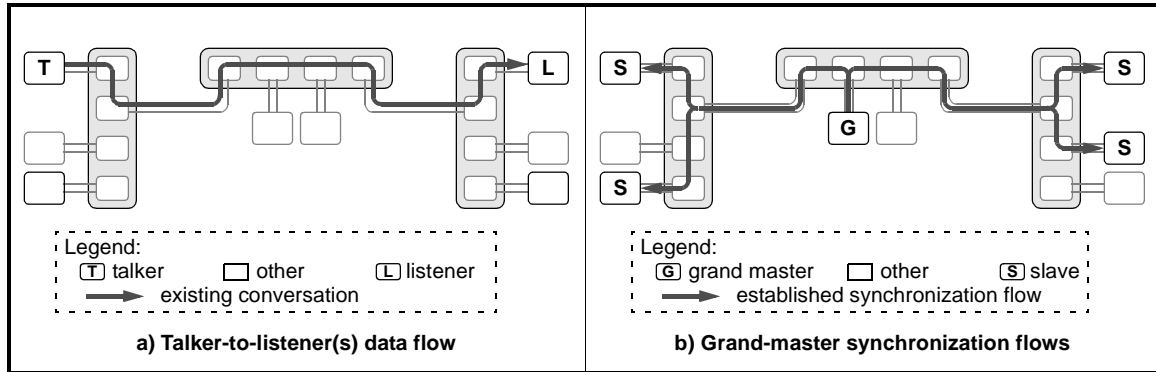 T
L
Legend:
T talker other L listener
existing conversation
a) Talker-to-listener(s) data flow
S
S
G
S
S
Legend:
G grand master other S slave
established synchronization flow
b) Grand-master synchronization flows